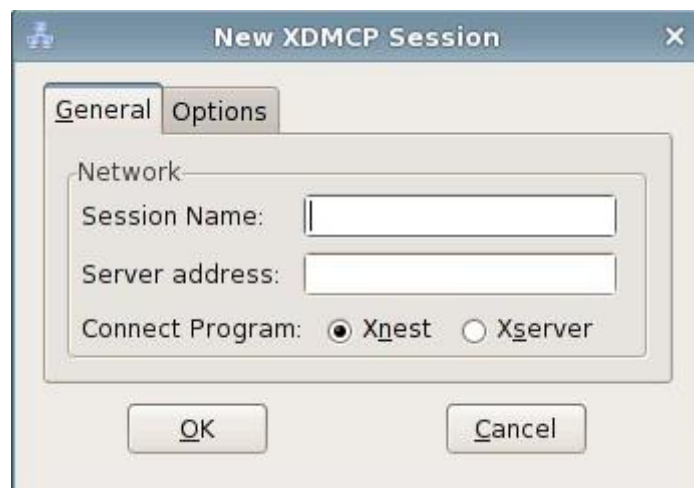 New XDMCP Session
General Options
Network
Session Name:
Server address:
Connect Program: Xnest Xserver
OK Cancel